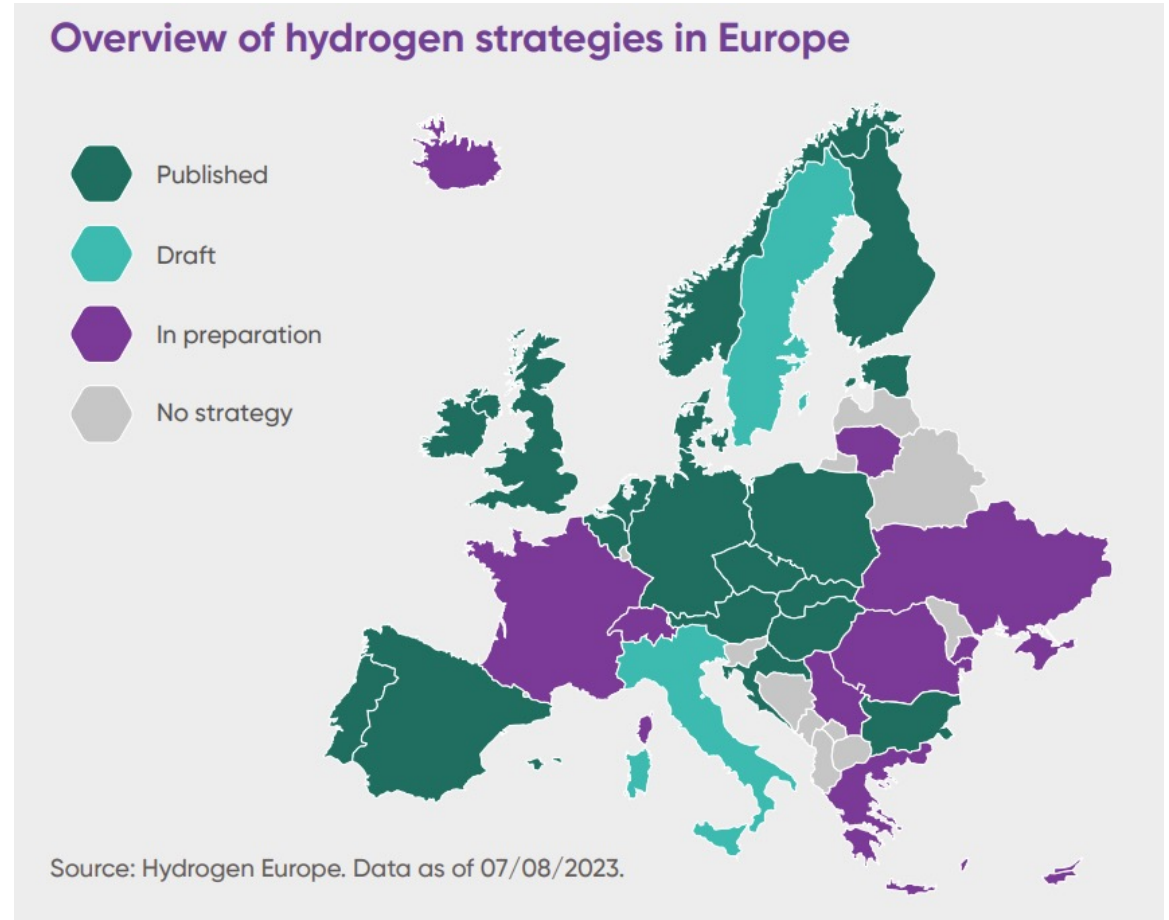 Overview of hydrogen strategies in Europe
Published
Draft
In preparation
No strategy
Source: Hydrogen Europe. Data as of 07/08/2023.